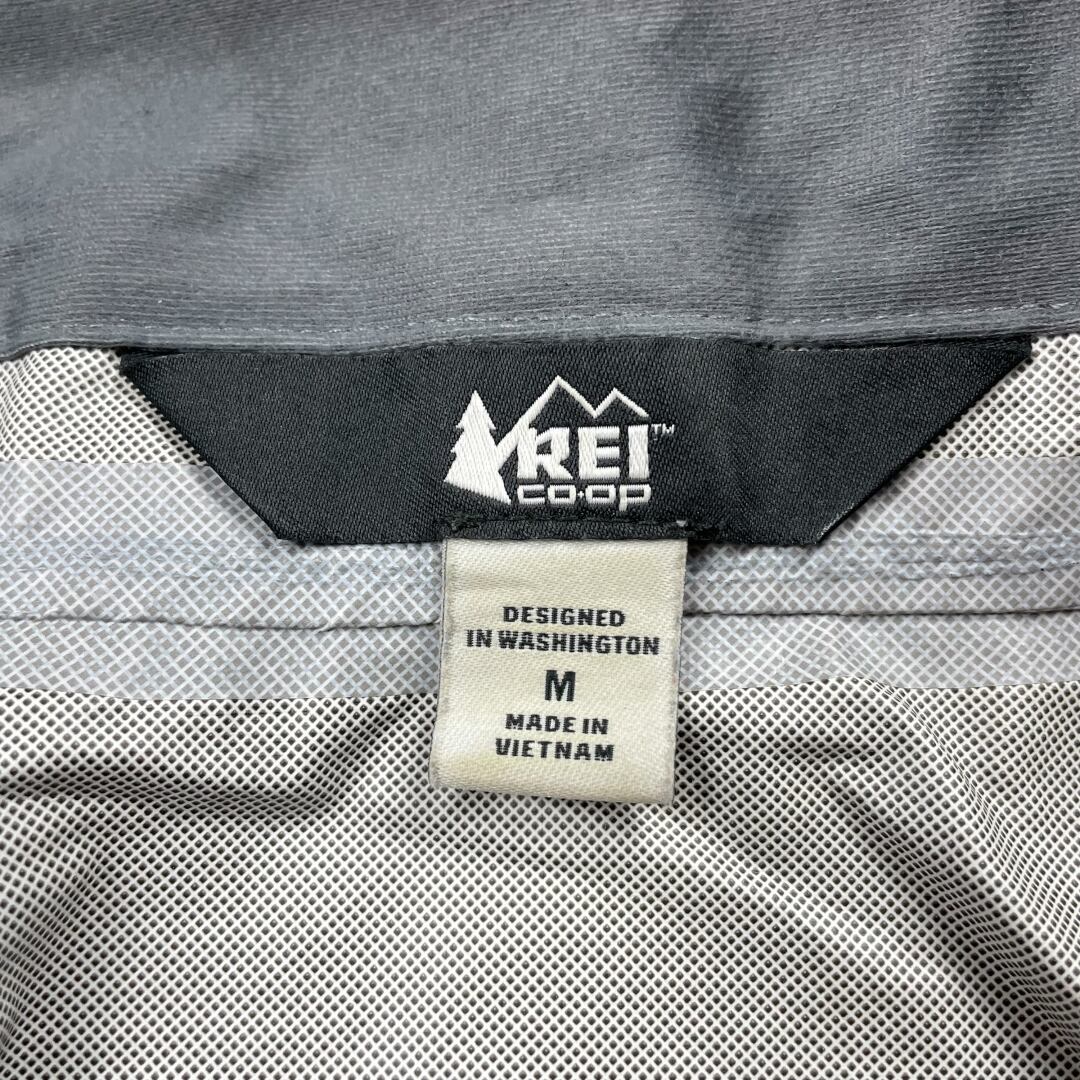 REI™
CO·OP
DESIGNED
IN WASHINGTON
M
MADE IN
VIETNAM